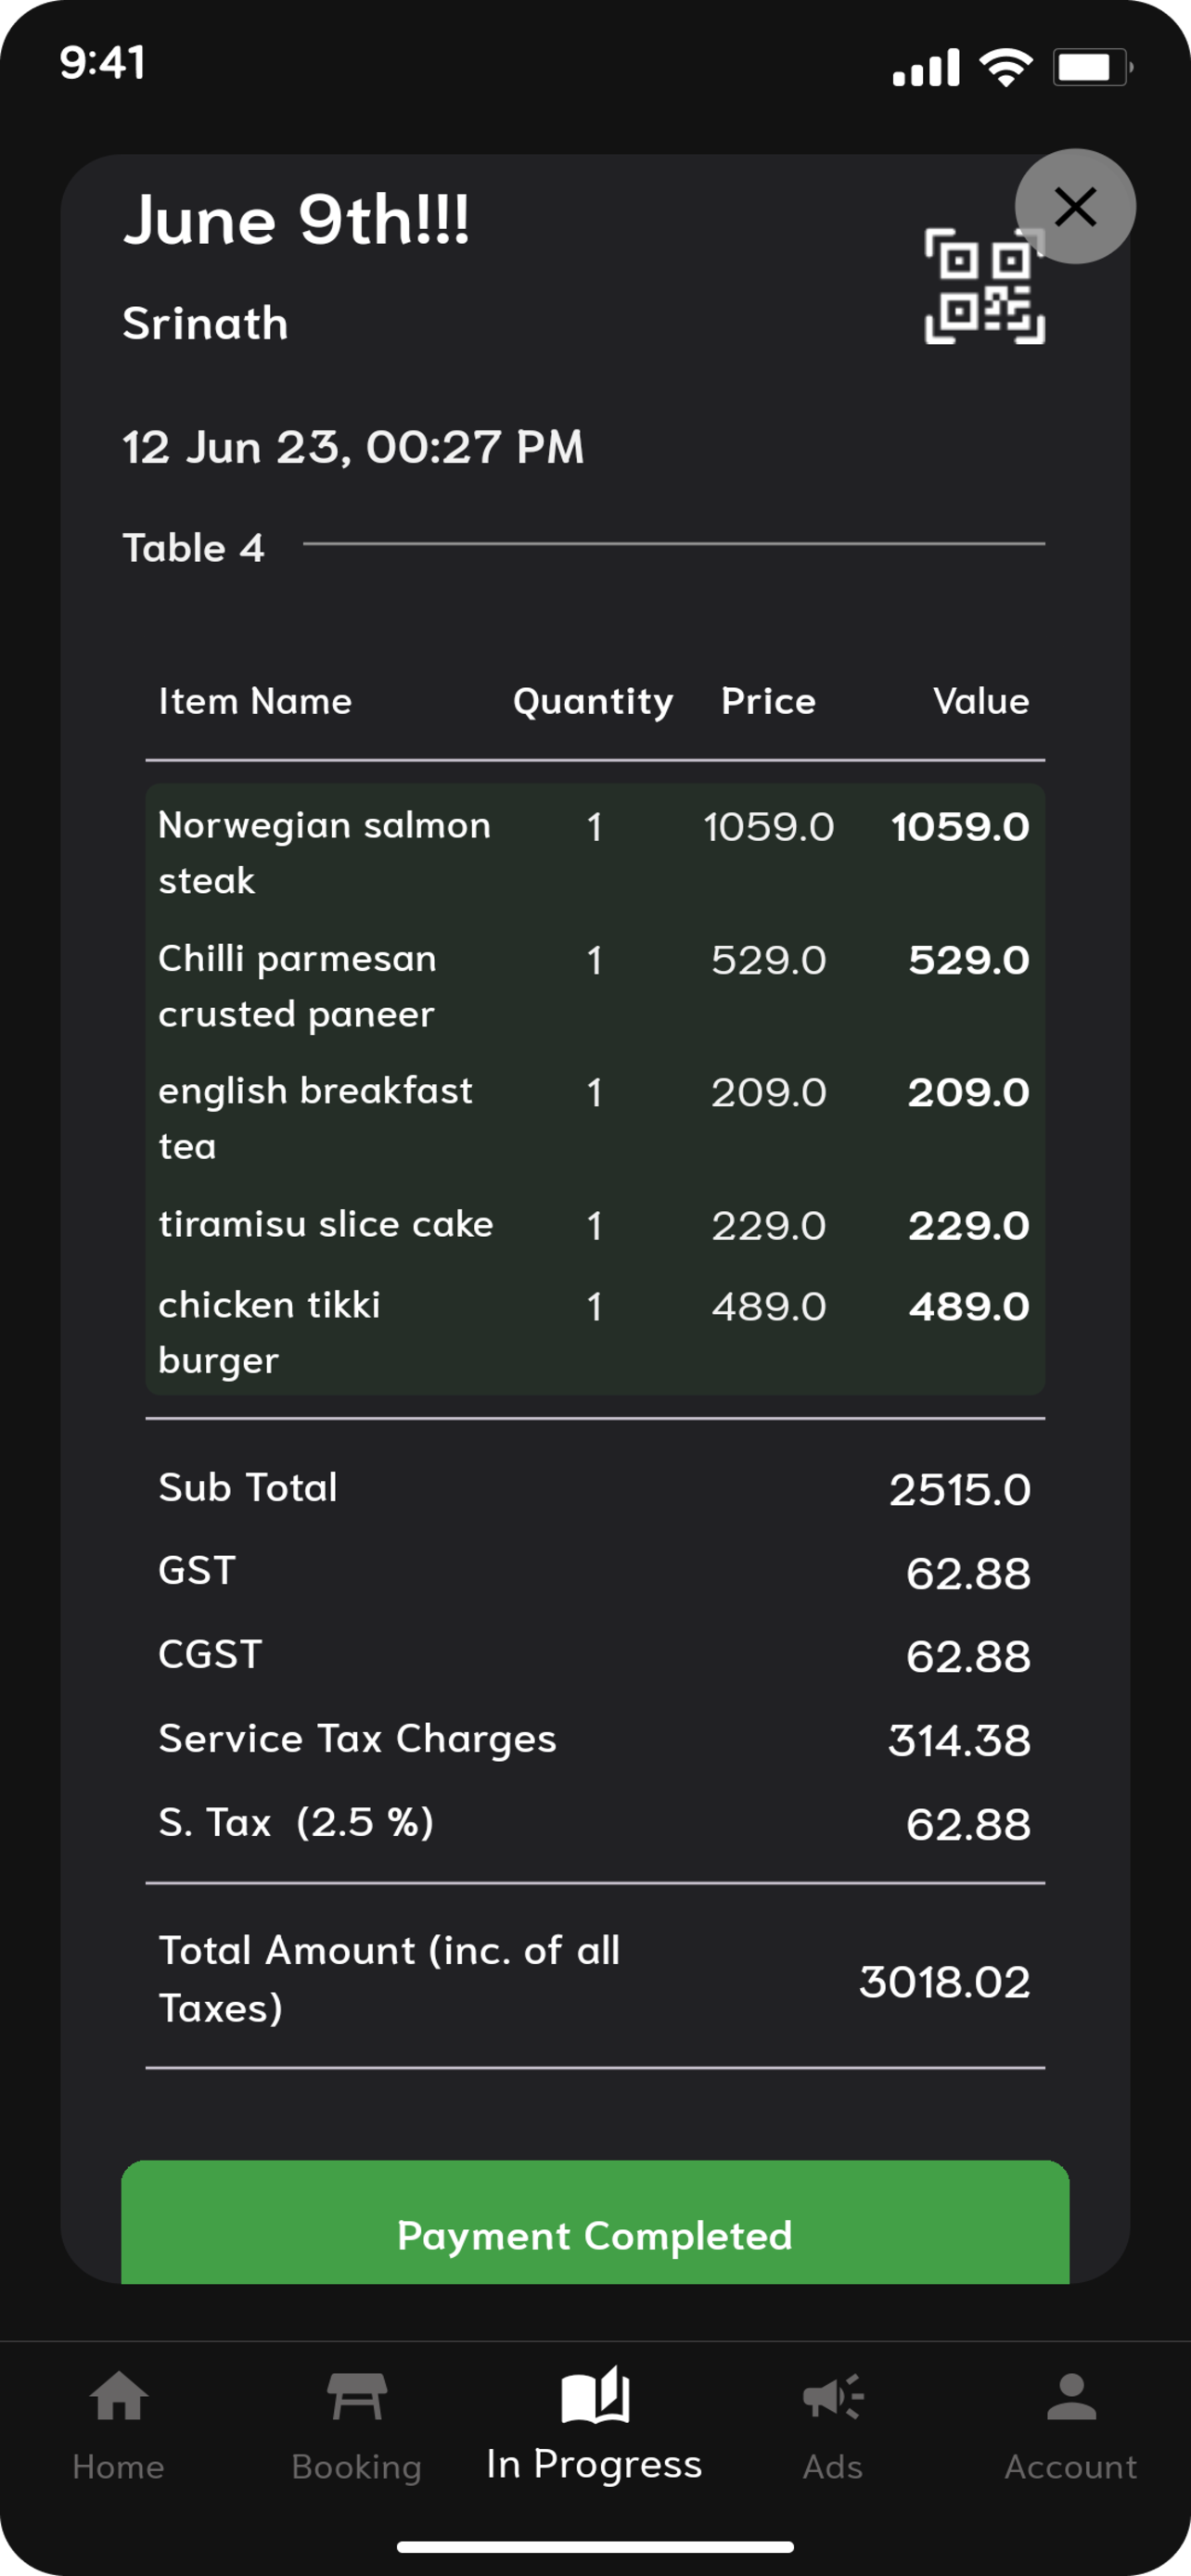 9:41
June 9th!!!
Srinath
12 Jun 23, 00:27 PM
Table 4
Item Name Quantity Price Value
Norwegian salmon 1 1059.0 1059.0
steak
Chilli parmesan 1 529.0 529.0
crusted paneer
english breakfast 1 209.0 209.0
tea
tiramisu slice cake 1 229.0 229.0
chicken tikki 1 489.0 489.0
burger
Sub Total 2515.0
GST 62.88
CGST 62.88
Service Tax Charges 314.38
S. Tax (2.5 %) 62.88
Total Amount (inc. of all
Taxes) 3018.02
Payment Completed
Home Booking In Progress Ads Account